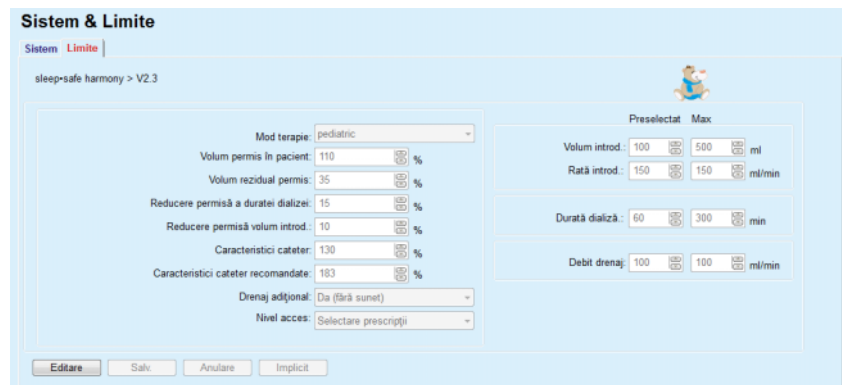 Sistem & Limite
Sistem Limite
sleep•safe harmony > V2.3
Mod terapie: pediatric
Volum permis în pacient: 110 %
Volum rezidual permis: 35 %
Reducere permisă a duratei dializei: 15 %
Reducere permisă volum introd.: 10 %
Caracteristici cateter: 130 %
Caracteristici cateter recomandate: 183 %
Drenaj adiţional: Da (fără sunet)
Nivel acces: Selectare prescripţii
Preselectat Max
Volum introd.: 100 500 ml
Rată introd.: 150 150 ml/min
Durată dializă.: 60 300 min
Debit drenaj: 100 100 ml/min
Editare Salv. Anulare Implicit